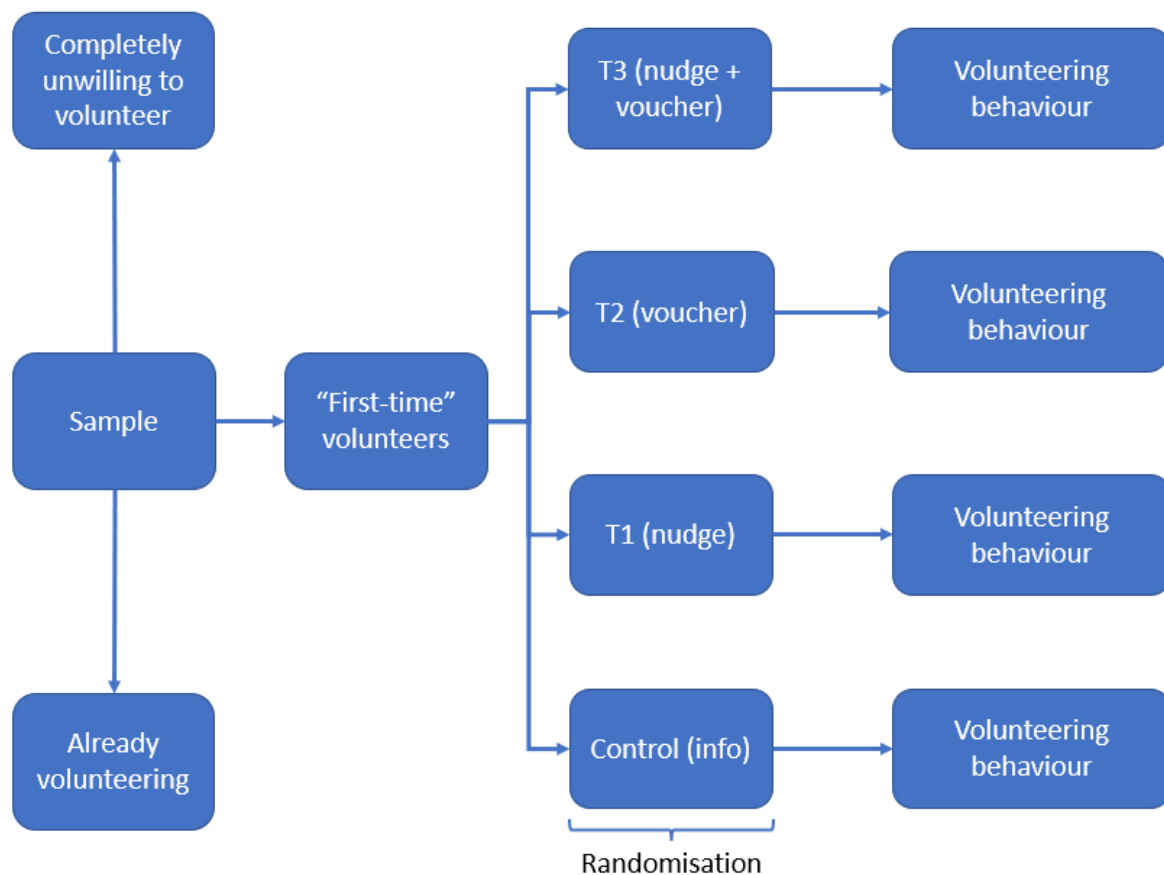 Completely
unwilling to
volunteer
Sample
Already
volunteering
“First-time”
volunteers
T3 (nudge +
voucher)
T2 (voucher)
T1 (nudge)
Control (info)
Randomisation
Volunteering
behaviour
Volunteering
behaviour
Volunteering
behaviour
Volunteering
behaviour